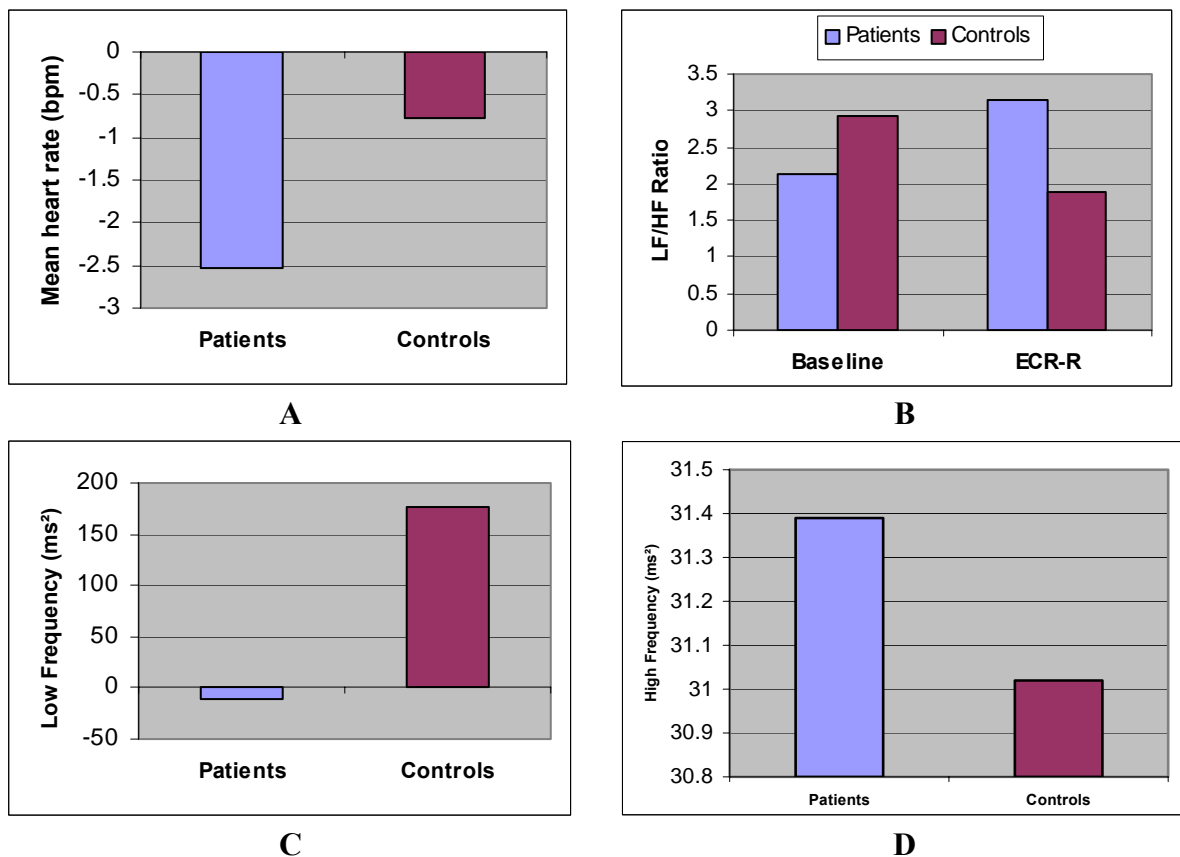 Mean heart rate (bpm)
0
-0.5
-1
-1.5
-2
-2.5
-3
Patients Controls
A
Patients Controls
LF/HF Ratio
3.5
3
2.5
2
1.5
1
0.5
0
Baseline ECR-R
B
Low Frequency (ms²)
200
150
100
50
0
-50
Patients Controls
C
High Frequency (ms²)
31.5
31.4
31.3
31.2
31.1
31
30.9
30.8
Patients Controls
D